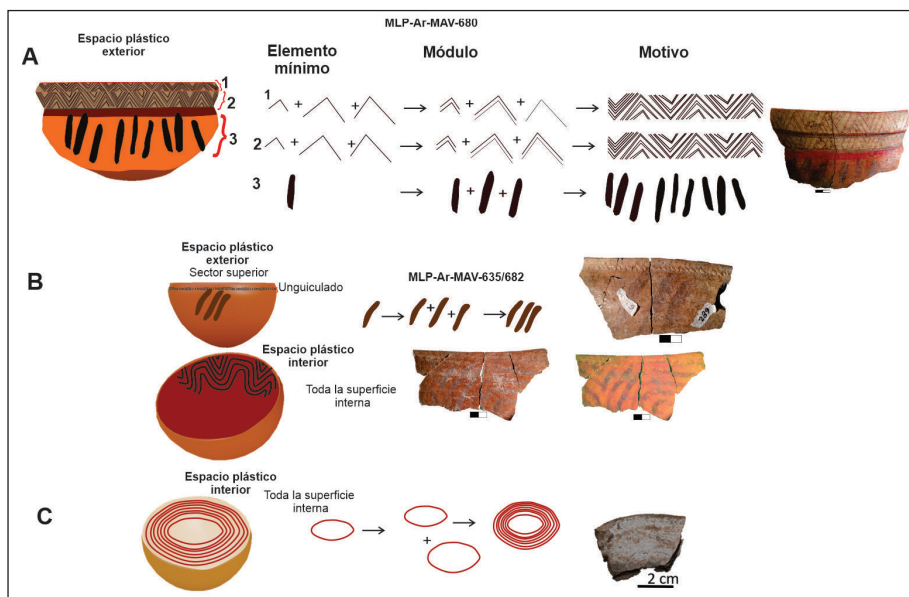 MLP-Ar-MAV-680
A
Espacio plástico
exterior
Elemento
mínimo
Módulo
Motivo
1
2
3
1
+ +
+ +
2
+ +
+ +
3
+ +
B
Espacio plástico
exterior
Sector superior
Unguiculado
MLP-Ar-MAV-635/682
+ +
Espacio plástico
interior
Toda la superficie
interna
C
Espacio plástico
interior
Toda la superficie
interna
+
2 cm